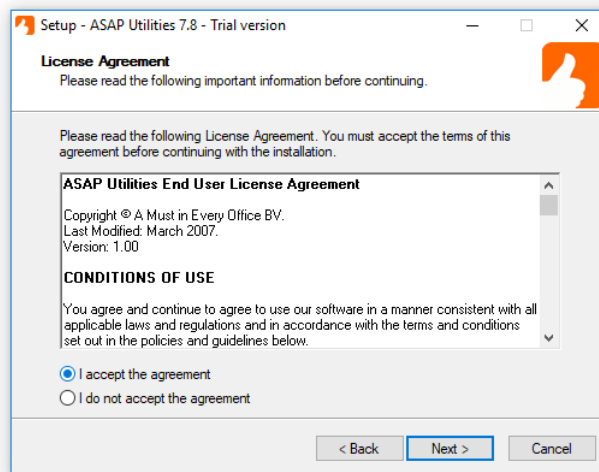 Setup - ASAP Utilities 7.8 - Trial version
License Agreement
Please read the following important information before continuing.
Please read the following License Agreement. You must accept the terms of this
agreement before continuing with the installation.
ASAP Utilities End User License Agreement
Copyright © A Must in Every Office BV.
Last Modified: March 2007.
Version: 1.00
CONDITIONS OF USE
You agree and continue to agree to use our software in a manner consistent with all
applicable laws and regulations and in accordance with the terms and conditions
set out in the policies and guidelines below.
I accept the agreement
I do not accept the agreement
< Back
Next >
Cancel